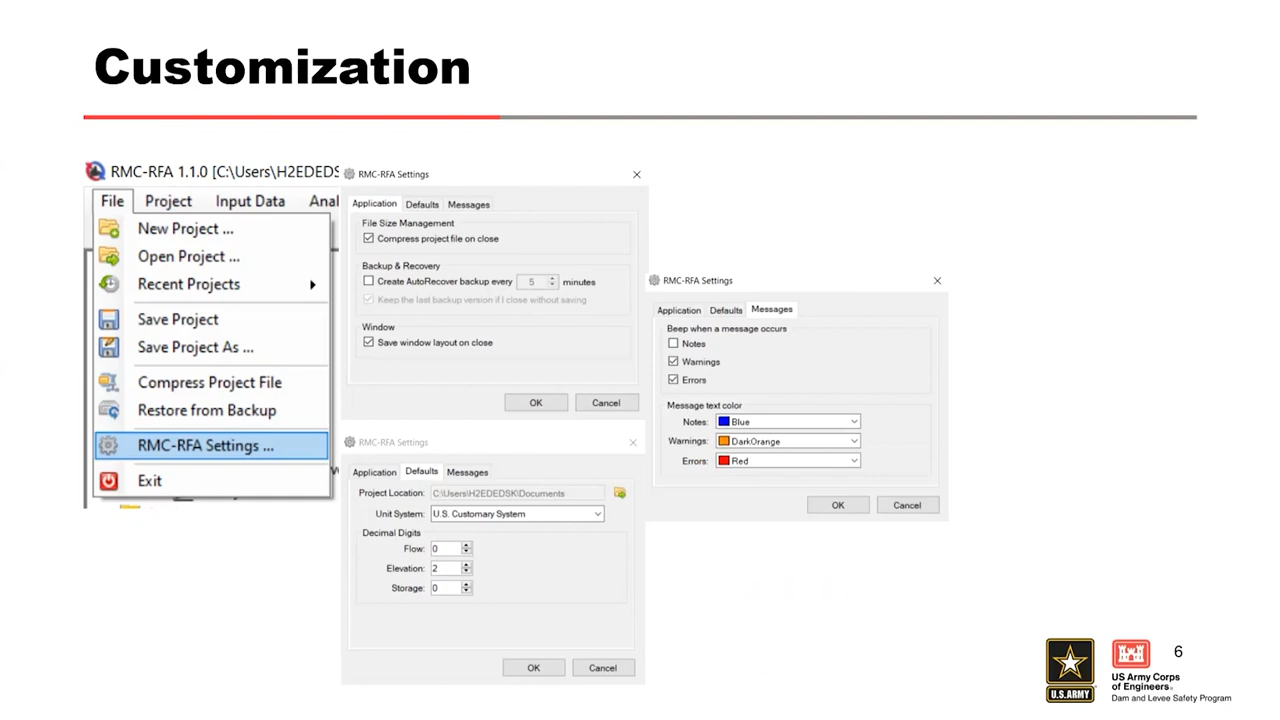 Customization
RMC-RFA 1.1.0 [C:\Users\H2EDEDS
File Project Input Data Anal
New Project ...
Open Project ...
Recent Projects
Save Project
Save Project As ...
Compress Project File
Restore from Backup
RMC-RFA Settings ...
Exit
RMC-RFA Settings
Application Defaults Messages
File Size Management
Compress project file on close
Backup & Recovery
Create AutoRecover backup every 5 minutes
Keep the last backup version if I close without saving
Window
Save window layout on close
OK Cancel
RMC-RFA Settings
Application Defaults Messages
Project Location: C:\Users\H2EDEDSK\Documents
Unit System: U.S. Customary System
Decimal Digits
Flow: 0
Elevation: 2
Storage: 0
OK Cancel
RMC-RFA Settings
Application Defaults Messages
Beep when a message occurs
Notes
Warnings
Errors
Message text color
Notes: Blue
Warnings: DarkOrange
Errors: Red
OK Cancel
U.S.ARMY
US Army Corps
of Engineers®
Dam and Levee Safety Program
6